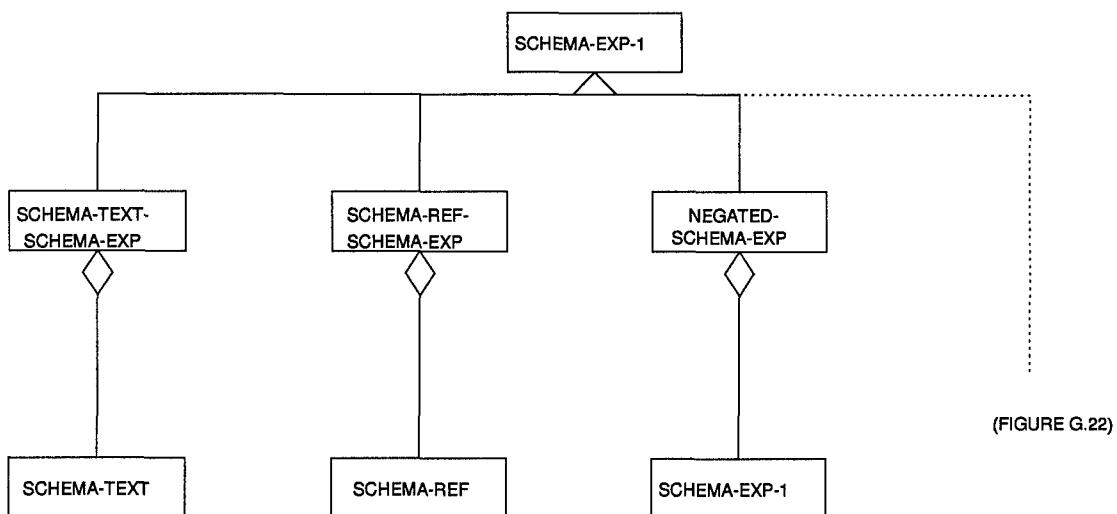 SCHEMA-EXP-1
SCHEMA-TEXT-
SCHEMA-EXP
SCHEMA-REF-
SCHEMA-EXP
NEGATED-
SCHEMA-EXP
(FIGURE G.22)
SCHEMA-TEXT
SCHEMA-REF
SCHEMA-EXP-1